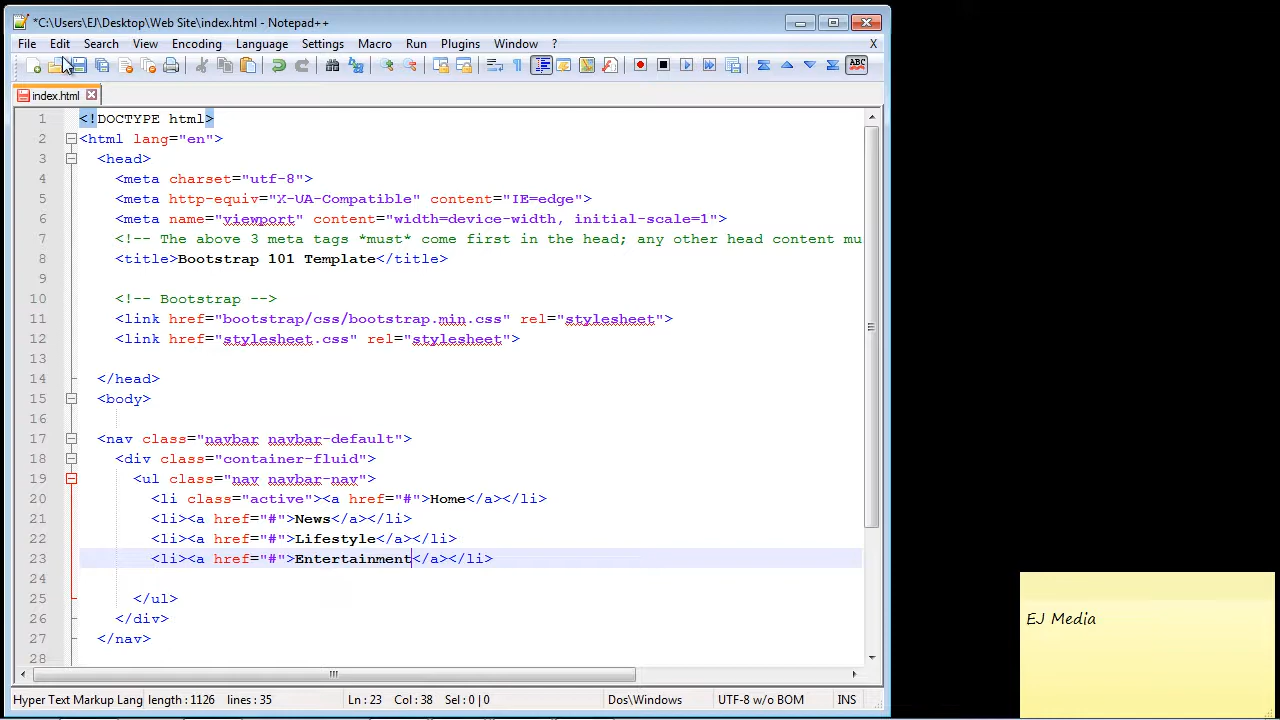 *C:\Users\EJ\Desktop\Web Site\index.html - Notepad++
File Edit Search View Encoding Language Settings Macro Run Plugins Window ? X
ABC
index.html
1 <!DOCTYPE html>
2 <html lang="en">
3 <head>
4 <meta charset="utf-8">
5 <meta http-equiv="X-UA-Compatible" content="IE=edge">
6 <meta name="viewport" content="width=device-width, initial-scale=1">
7 <!-- The above 3 meta tags *must* come first in the head; any other head content mu
8 <title>Bootstrap 101 Template</title>
9
10 <!-- Bootstrap -->
11 <link href="bootstrap/css/bootstrap.min.css" rel="stylesheet">
12 <link href="stylesheet.css" rel="stylesheet">
13
14 </head>
15 <body>
16
17 <nav class="navbar navbar-default">
18 <div class="container-fluid">
19 <ul class="nav navbar-nav">
20 <li class="active"><a href="#">Home</a></li>
21 <li><a href="#">News</a></li>
22 <li><a href="#">Lifestyle</a></li>
23 <li><a href="#">Entertainment</a></li>
24
25 </ul>
26 </div>
27 </nav>
28
EJ Media
Hyper Text Markup Lang length : 1126 lines : 35 Ln : 23 Col : 38 Sel : 0 | 0 Dos\Windows UTF-8 w/o BOM INS